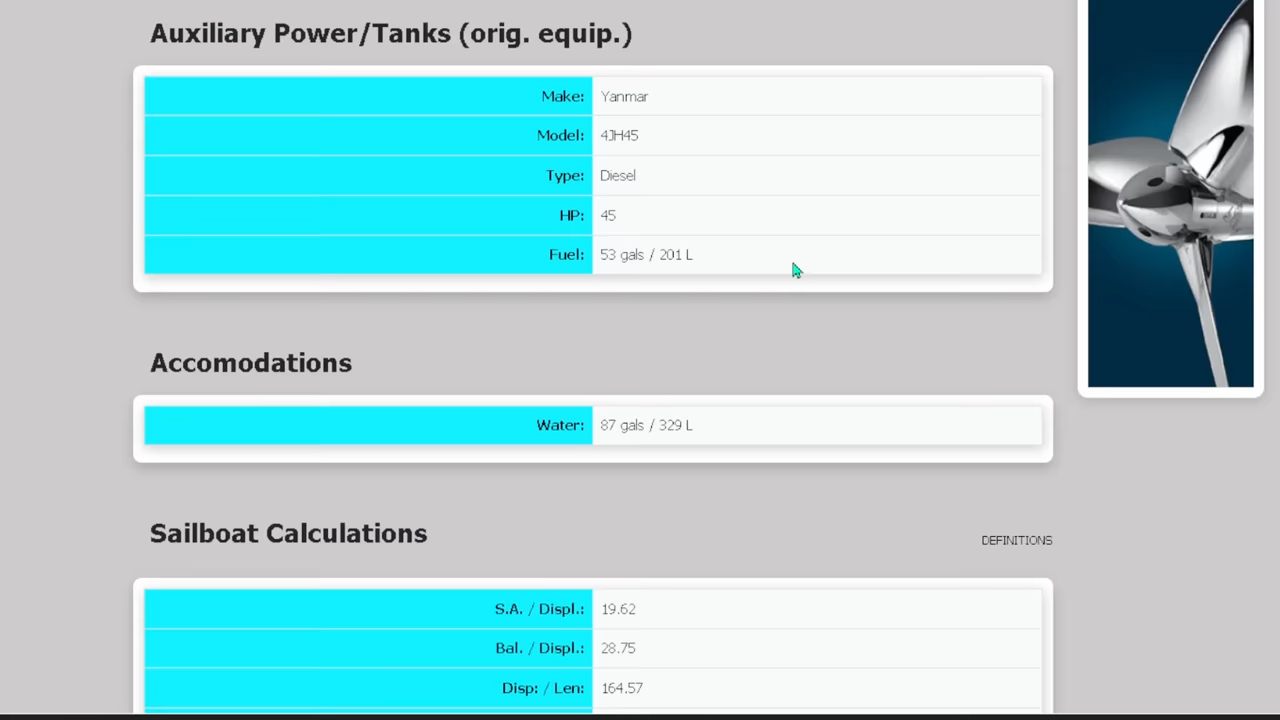 Auxiliary Power/Tanks (orig. equip.)
Make: Yanmar
Model: 4JH45
Type: Diesel
HP: 45
Fuel: 53 gals / 201 L
Accomodations
Water: 87 gals / 329 L
Sailboat Calculations
DEFINITIONS
S.A. / Displ.: 19.62
Bal. / Displ.: 28.75
Disp: / Len: 164.57